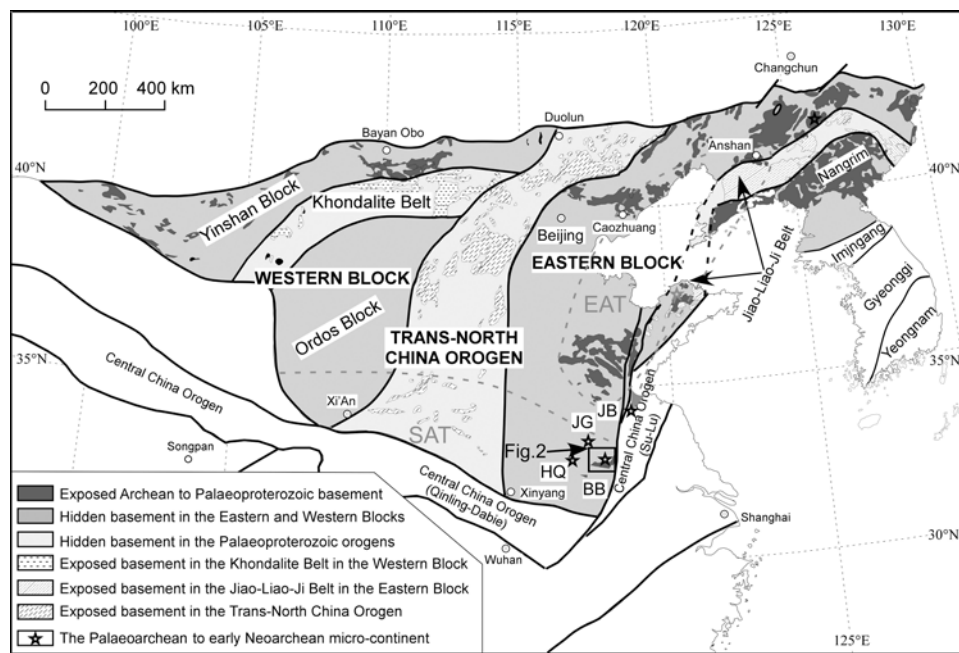 100°E
105°E
110°E
115°E
120°E
125°E
130°E
0 200 400 km
Changchun
Duolun
Bayan Obo
Anshan
40°N
40°N
Nangrim
Yinshan Block
Khondalite Belt
Beijing
Caozhuang
Imjngang
EASTERN BLOCK
WESTERN BLOCK
Jiao-Liao-Ji Belt
Gyeonggi
EAT
Ordos Block
Yeongnam
TRANS-NORTH
CHINA OROGEN
35°N
35°N
Central China Orogen
Xi'An
SAT
JG
JB
Central China Orogen
(Su-Lu)
Songpan
Fig.2
HQ
BB
Central China Orogen
(Qinling-Dabie)
Xinyang
Shanghai
Wuhan
30°N
125°E
Exposed Archean to Palaeoproterozoic basement
Hidden basement in the Eastern and Western Blocks
Hidden basement in the Palaeoproterozoic orogens
Exposed basement in the Khondalite Belt in the Western Block
Exposed basement in the Jiao-Liao-Ji Belt in the Eastern Block
Exposed basement in the Trans-North China Orogen
The Palaeoarchean to early Neoarchean micro-continent